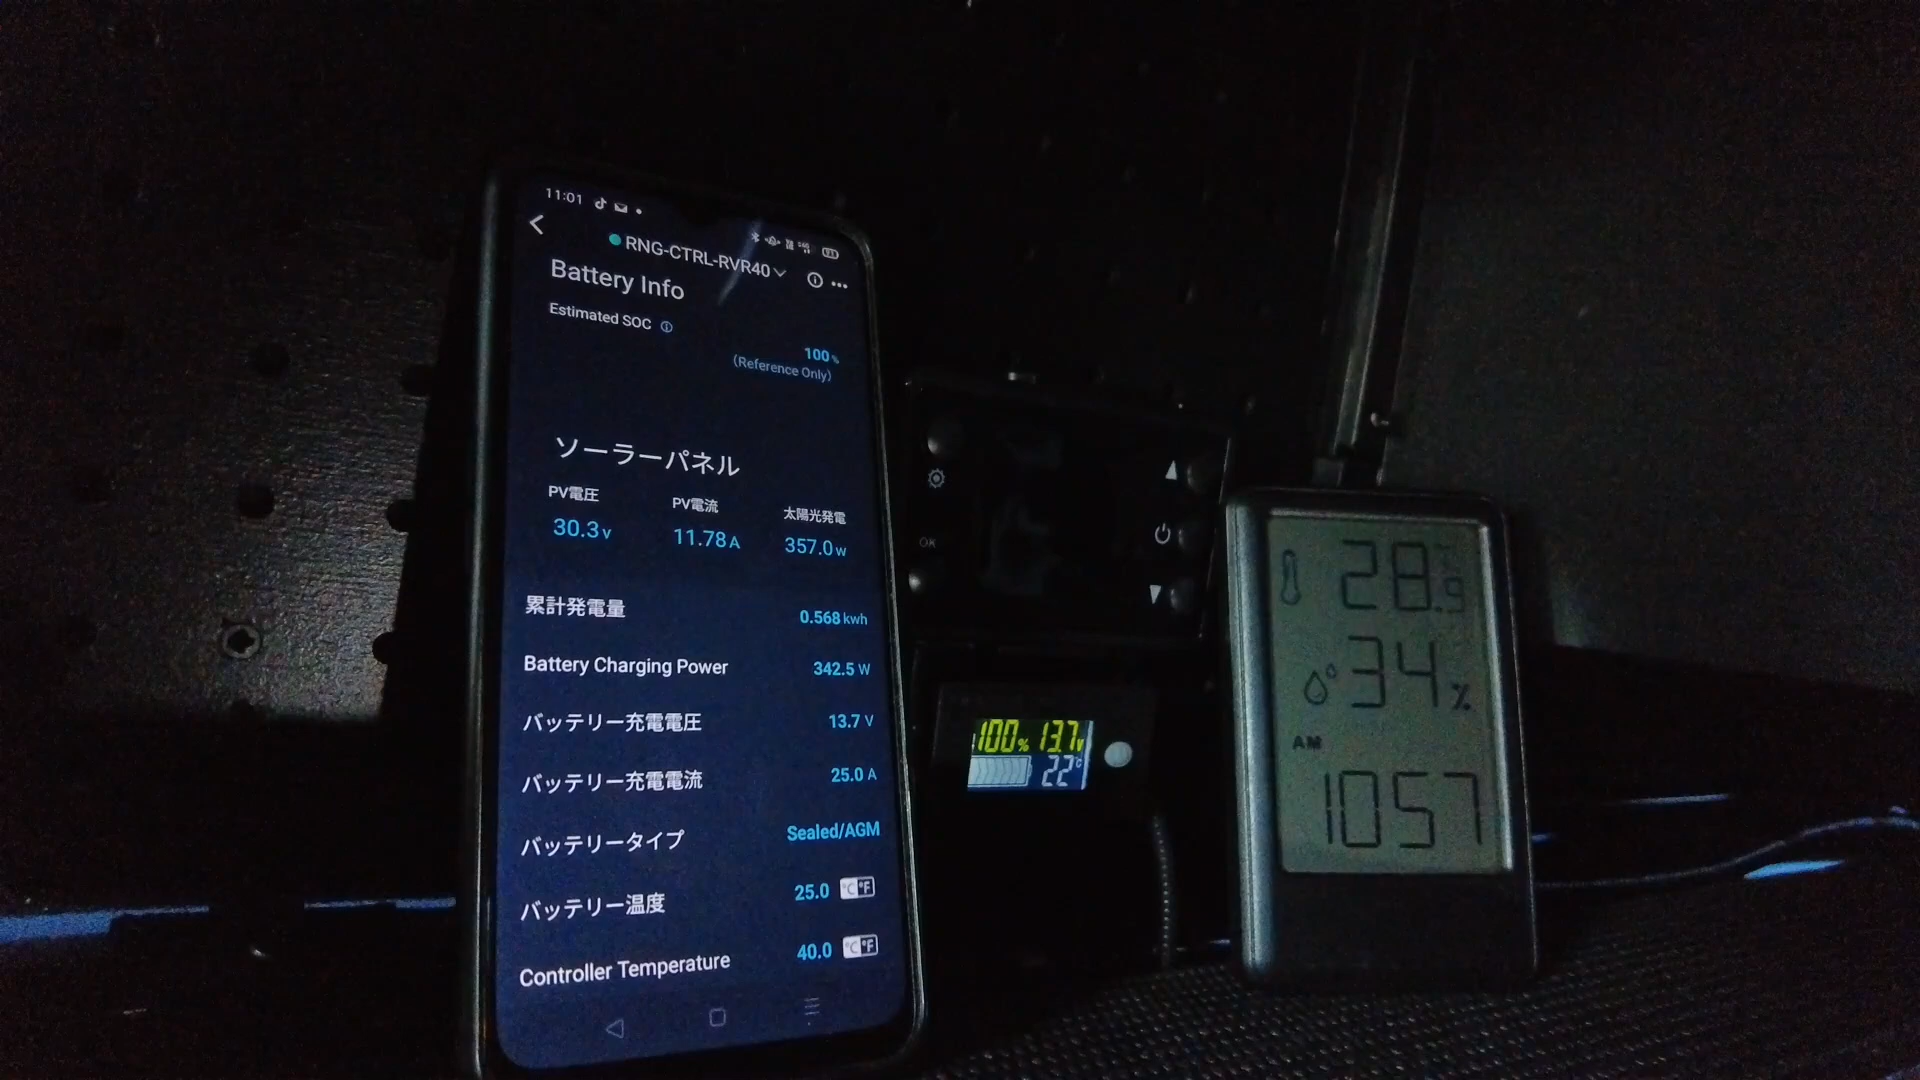 11:01
RNG-CTRL-RVR40
Battery Info
Estimated SOC
100%
(Reference Only)
ソーラーパネル
PV電圧 PV電流 太陽光発電
30.3V 11.78A 357.0W
累計発電量 0.568kwh
Battery Charging Power 342.5 W
バッテリー充電電圧 13.7 V
バッテリー充電電流 25.0 A
バッテリータイプ Sealed/AGM
バッテリー温度 25.0 °C °F
Controller Temperature 40.0 °C °F
OK
100% 13.7V
22°C
28.9
34%
AM
1057